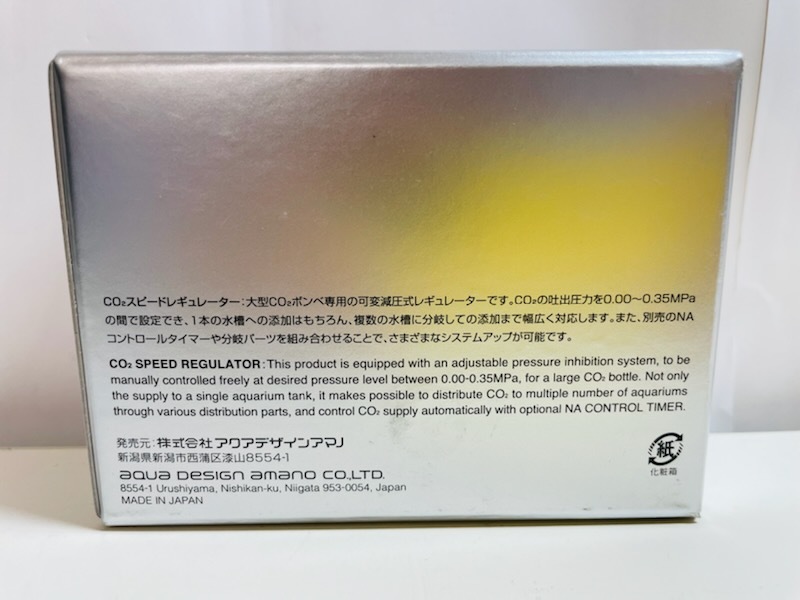 CO₂スピードレギュレーター:大型CO₂ボンベ専用の可変減圧式レギュレーターです。CO₂の吐出圧力を0.00～0.35MPa
の間で設定でき、1本の水槽への添加はもちろん、複数の水槽に分岐しての添加まで幅広く対応します。また、別売のNA
コントロールタイマーや分岐パーツを組み合わせることで、さまざまなシステムアップが可能です。
CO₂ SPEED REGULATOR: This product is equipped with an adjustable pressure inhibition system, to be
manually controlled freely at desired pressure level between 0.00-0.35MPa, for a large CO₂ bottle. Not only
the supply to a single aquarium tank, it makes possible to distribute CO₂ to multiple number of aquariums
through various distribution parts, and control CO₂ supply automatically with optional NA CONTROL TIMER.
発売元:株式会社アクアデザインアマノ
新潟県新潟市西蒲区漆山8554-1
aqua Design amano CO.,LTD.
8554-1 Urushiyama, Nishikan-ku, Niigata 953-0054, Japan
MADE IN JAPAN
紙
化粧箱